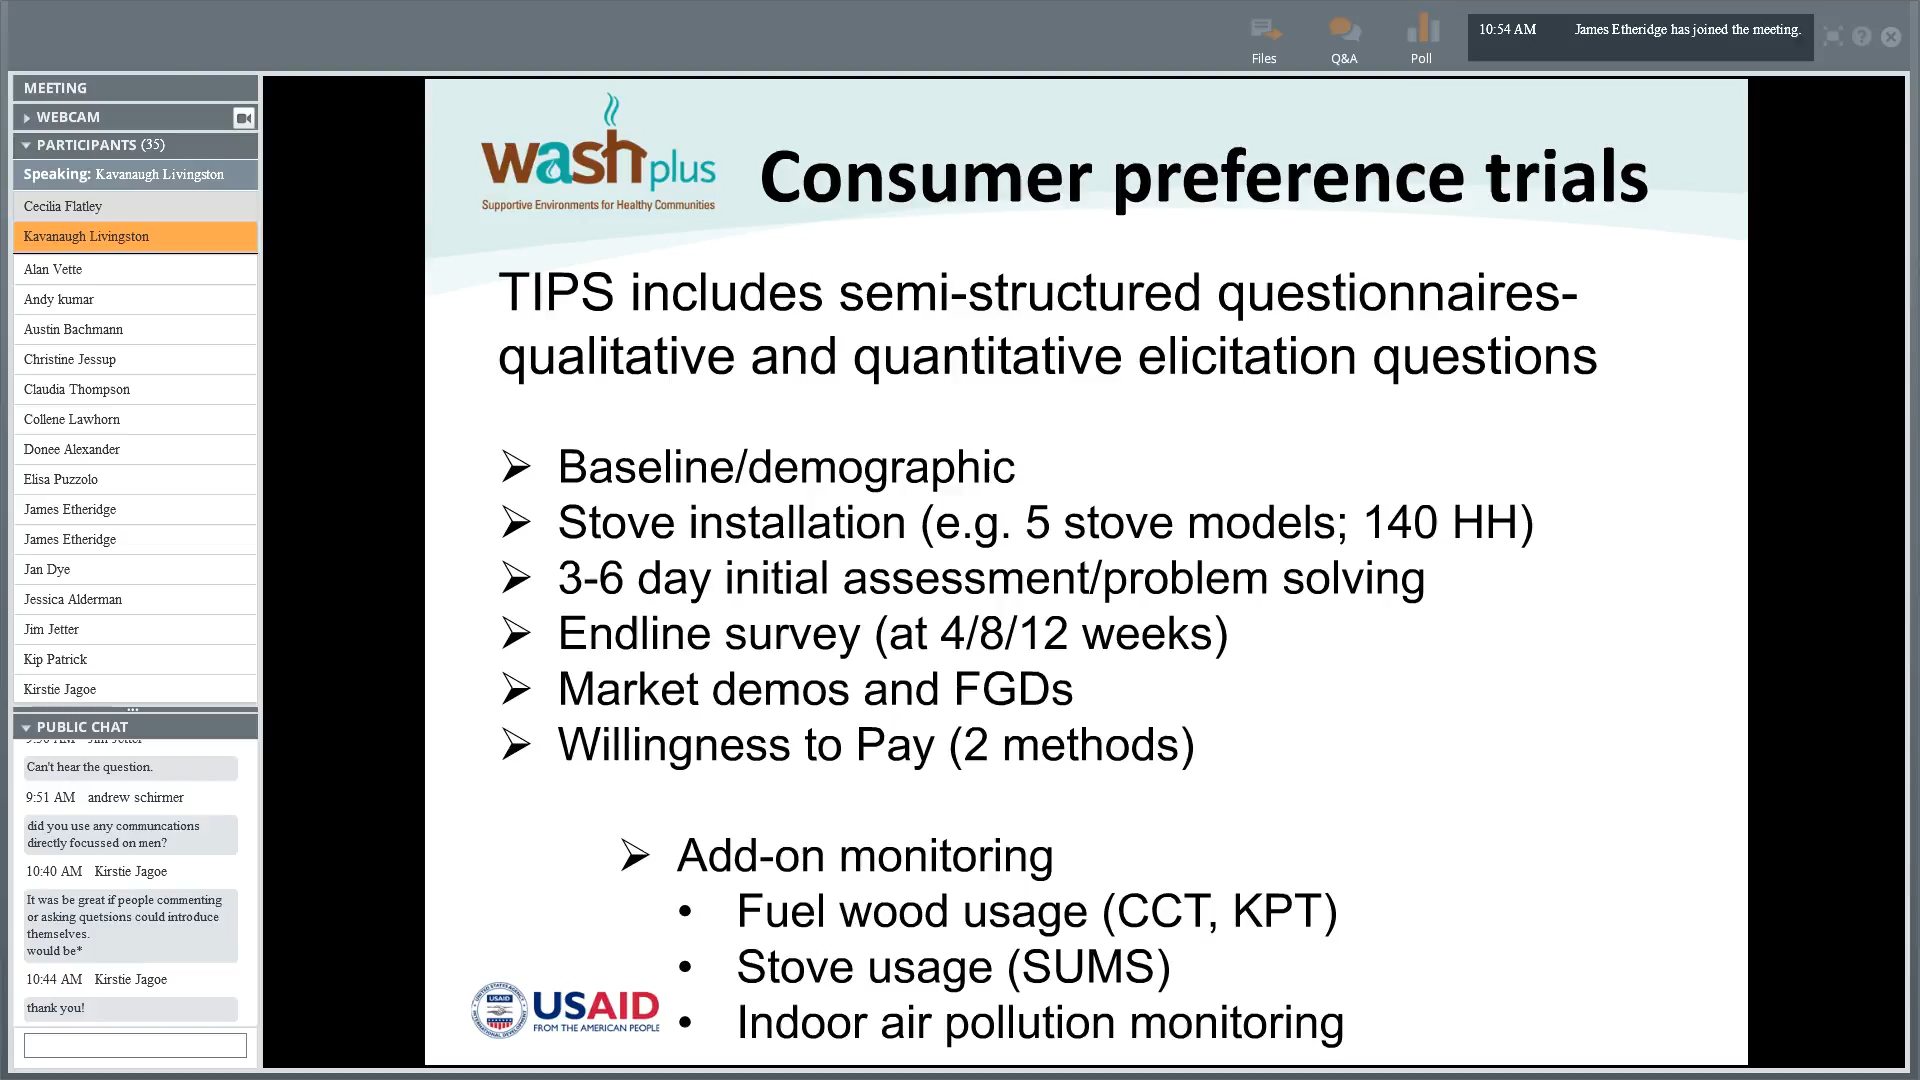 Files
Q&A
Poll
10:54 AM James Etheridge has joined the meeting.
MEETING
WEBCAM
PARTICIPANTS (35)
Speaking: Kavanaugh Livingston
Cecilia Flatley
Kavanaugh Livingston
Alan Vette
Andy kumar
Austin Bachmann
Christine Jessup
Claudia Thompson
Collene Lawhorn
Donee Alexander
Elisa Puzzolo
James Etheridge
James Etheridge
Jan Dye
Jessica Alderman
Jim Jetter
Kip Patrick
Kirstie Jagoe
PUBLIC CHAT
Can't hear the question.
9:51 AM andrew schirmer
did you use any communcations
directly focussed on men?
10:40 AM Kirstie Jagoe
It was be great if people commenting
or asking quetsions could introduce
themselves.
would be*
10:44 AM Kirstie Jagoe
thank you!
washplus
Supportive Environments for Healthy Communities
Consumer preference trials
TIPS includes semi-structured questionnaires-
qualitative and quantitative elicitation questions
Baseline/demographic
Stove installation (e.g. 5 stove models; 140 HH)
3-6 day initial assessment/problem solving
Endline survey (at 4/8/12 weeks)
Market demos and FGDs
Willingness to Pay (2 methods)
Add-on monitoring
• Fuel wood usage (CCT, KPT)
• Stove usage (SUMS)
• Indoor air pollution monitoring
USAID
FROM THE AMERICAN PEOPLE